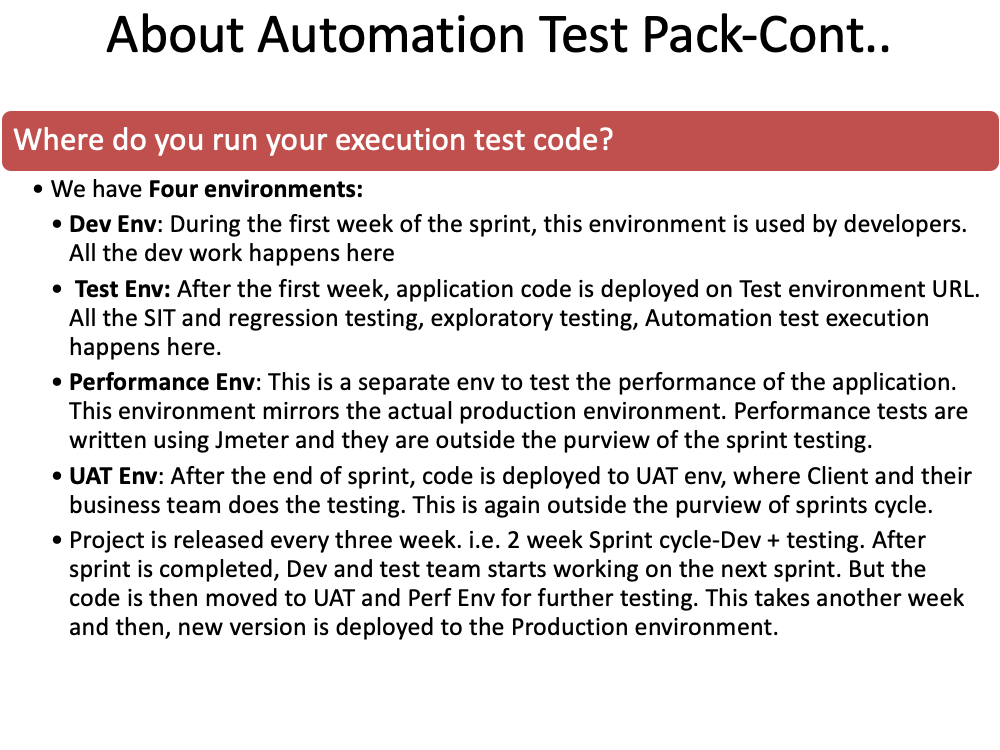 About Automation Test Pack-Cont..
Where do you run your execution test code?
• We have Four environments:
• Dev Env: During the first week of the sprint, this environment is used by developers.
All the dev work happens here
• Test Env: After the first week, application code is deployed on Test environment URL.
All the SIT and regression testing, exploratory testing, Automation test execution
happens here.
• Performance Env: This is a separate env to test the performance of the application.
This environment mirrors the actual production environment. Performance tests are
written using Jmeter and they are outside the purview of the sprint testing.
• UAT Env: After the end of sprint, code is deployed to UAT env, where Client and their
business team does the testing. This is again outside the purview of sprints cycle.
• Project is released every three week. i.e. 2 week Sprint cycle-Dev + testing. After
sprint is completed, Dev and test team starts working on the next sprint. But the
code is then moved to UAT and Perf Env for further testing. This takes another week
and then, new version is deployed to the Production environment.